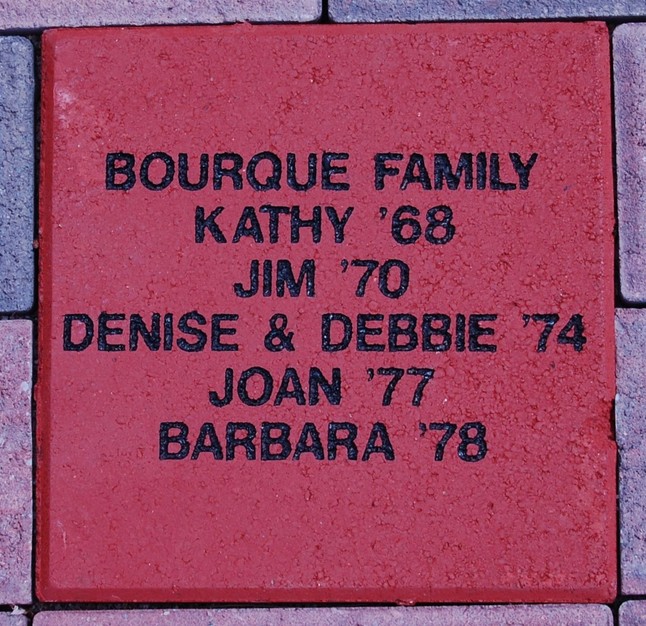 BOURQUE FAMILY
KATHY '68
JIM '70
DENISE & DEBBIE '74
JOAN '77
BARBARA '78